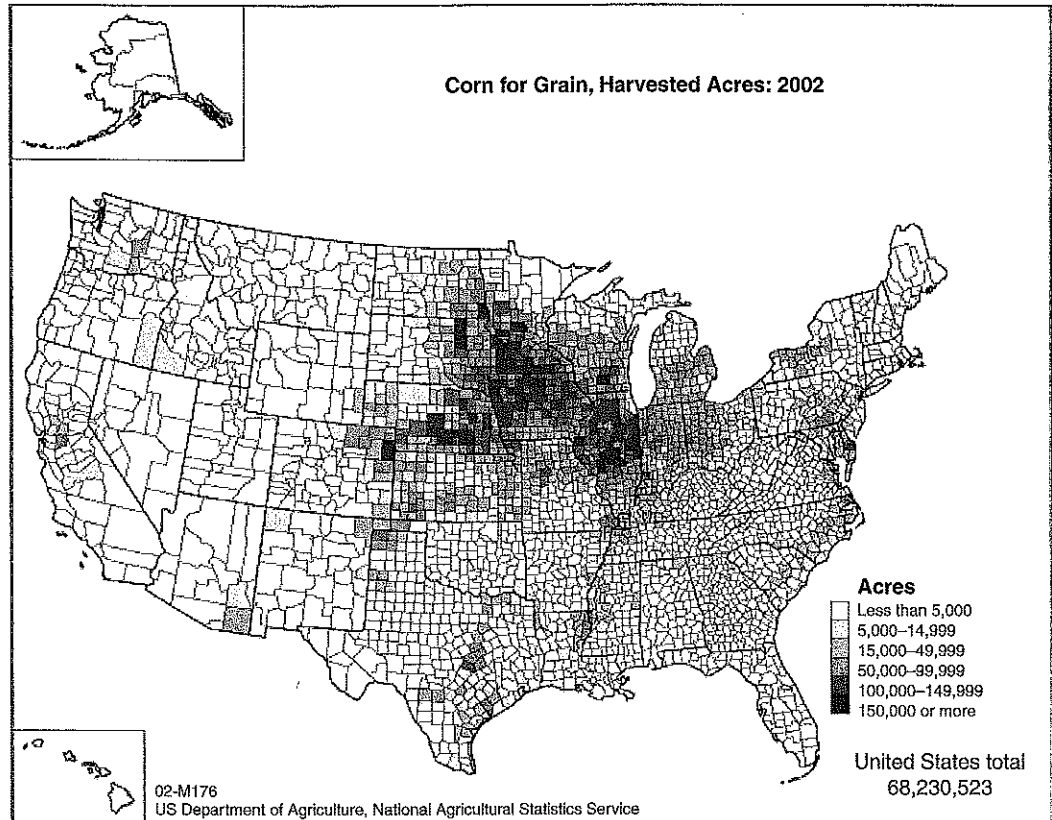 Corn for Grain, Harvested Acres: 2002
Acres
Less than 5,000
5,000–14,999
15,000–49,999
50,000–99,999
100,000–149,999
150,000 or more
United States total
68,230,523
02-M176
US Department of Agriculture, National Agricultural Statistics Service